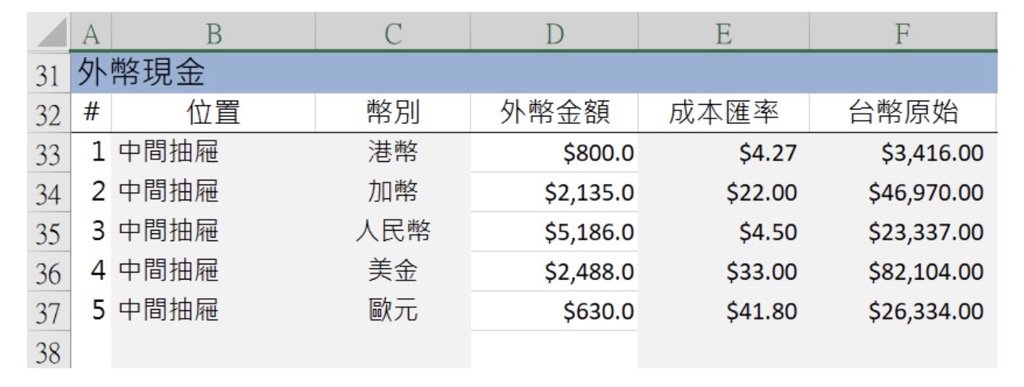 A B C D E F
31 外幣現金
32 # 位置 幣別 外幣金額 成本匯率 台幣原始
33 1 中間抽屜 港幣 $800.0 $4.27 $3,416.00
34 2 中間抽屜 加幣 $2,135.0 $22.00 $46,970.00
35 3 中間抽屜 人民幣 $5,186.0 $4.50 $23,337.00
36 4 中間抽屜 美金 $2,488.0 $33.00 $82,104.00
37 5 中間抽屜 歐元 $630.0 $41.80 $26,334.00
38